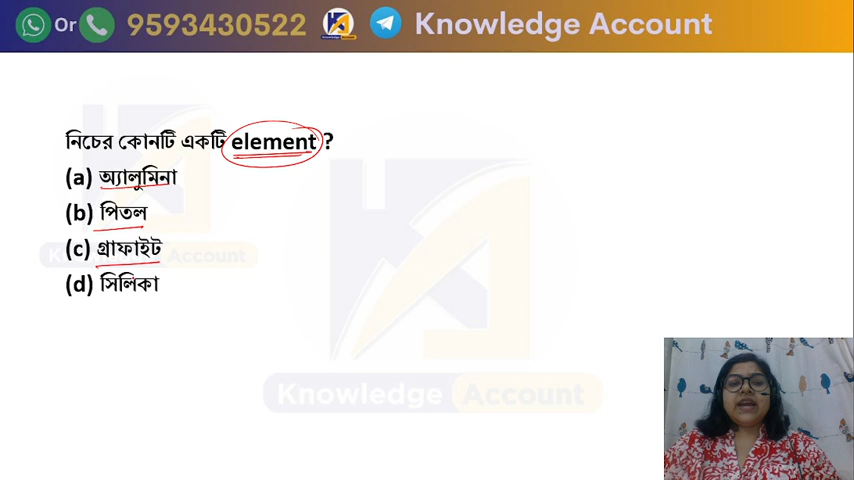 Or 9593430522 Knowledge Account
নিচের কোনটি একটি element ?
(a) অ্যালুমিনা
(b) পিতল
(c) গ্রাফাইট
(d) সিলিকা
Knowledge Account
Knowledge Account